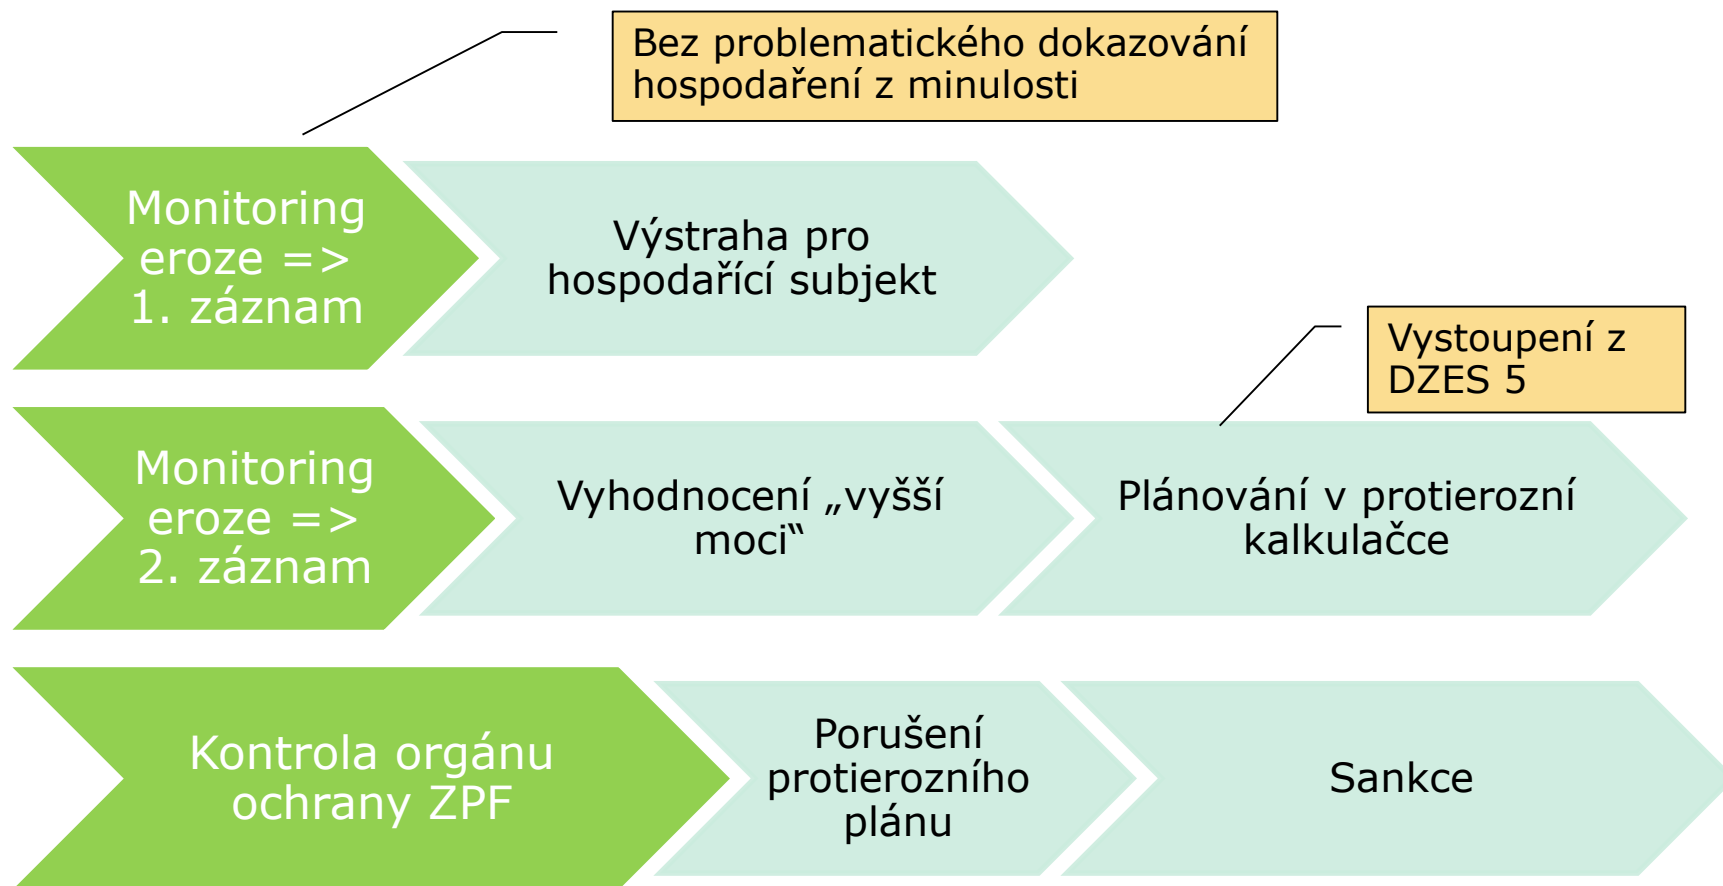 Bez problematického dokazování
hospodaření z minulosti
Monitoring
eroze =>
1. záznam
Výstraha pro
hospodařící subjekt
Vystoupení z
DZES 5
Monitoring
eroze =>
2. záznam
Vyhodnocení „vyšší
moci“
Plánování v protierozní
kalkulačce
Kontrola orgánu
ochrany ZPF
Porušení
protierozního
plánu
Sankce